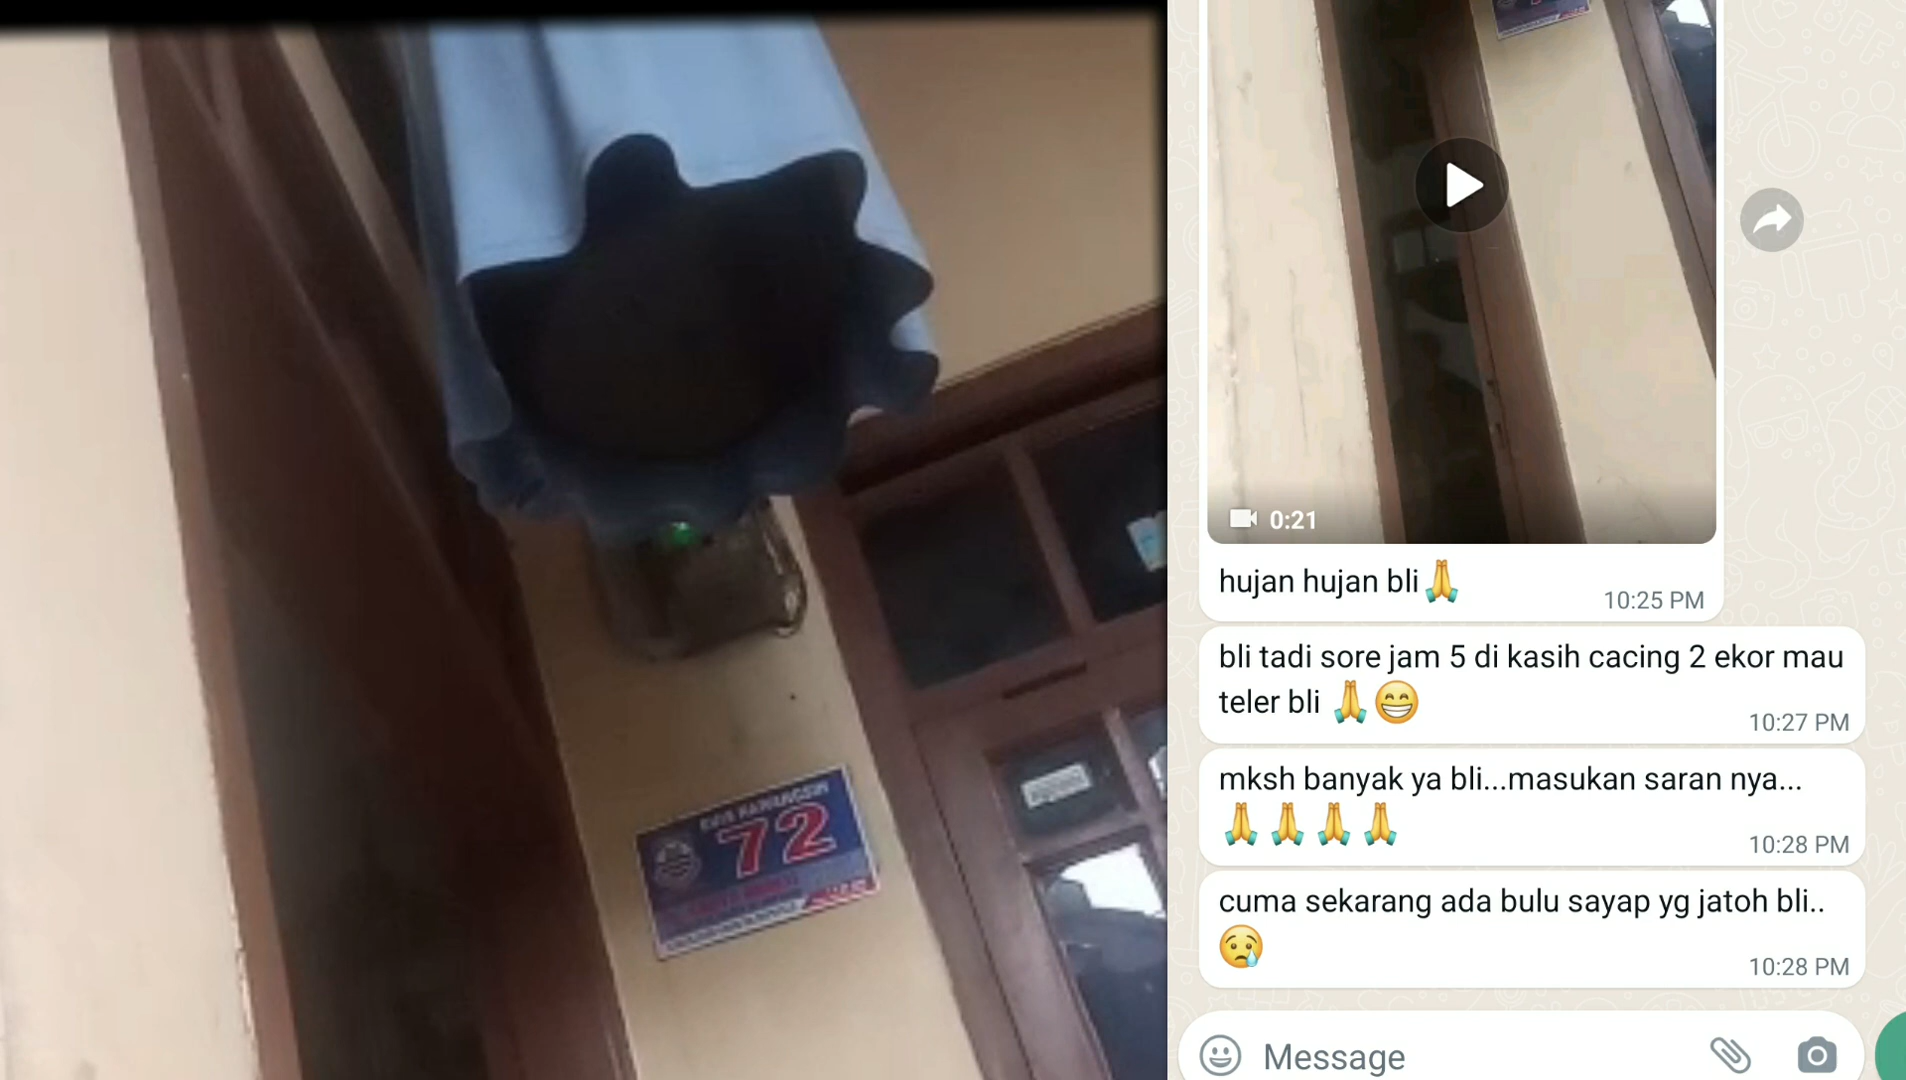 72
0:21
hujan hujan bli🙏
10:25 PM
bli tadi sore jam 5 di kasih cacing 2 ekor mau
teler bli 🙏😁
10:27 PM
mksh banyak ya bli...masukan saran nya...
🙏🙏🙏🙏
10:28 PM
cuma sekarang ada bulu sayap yg jatoh bli..
😢
10:28 PM
Message